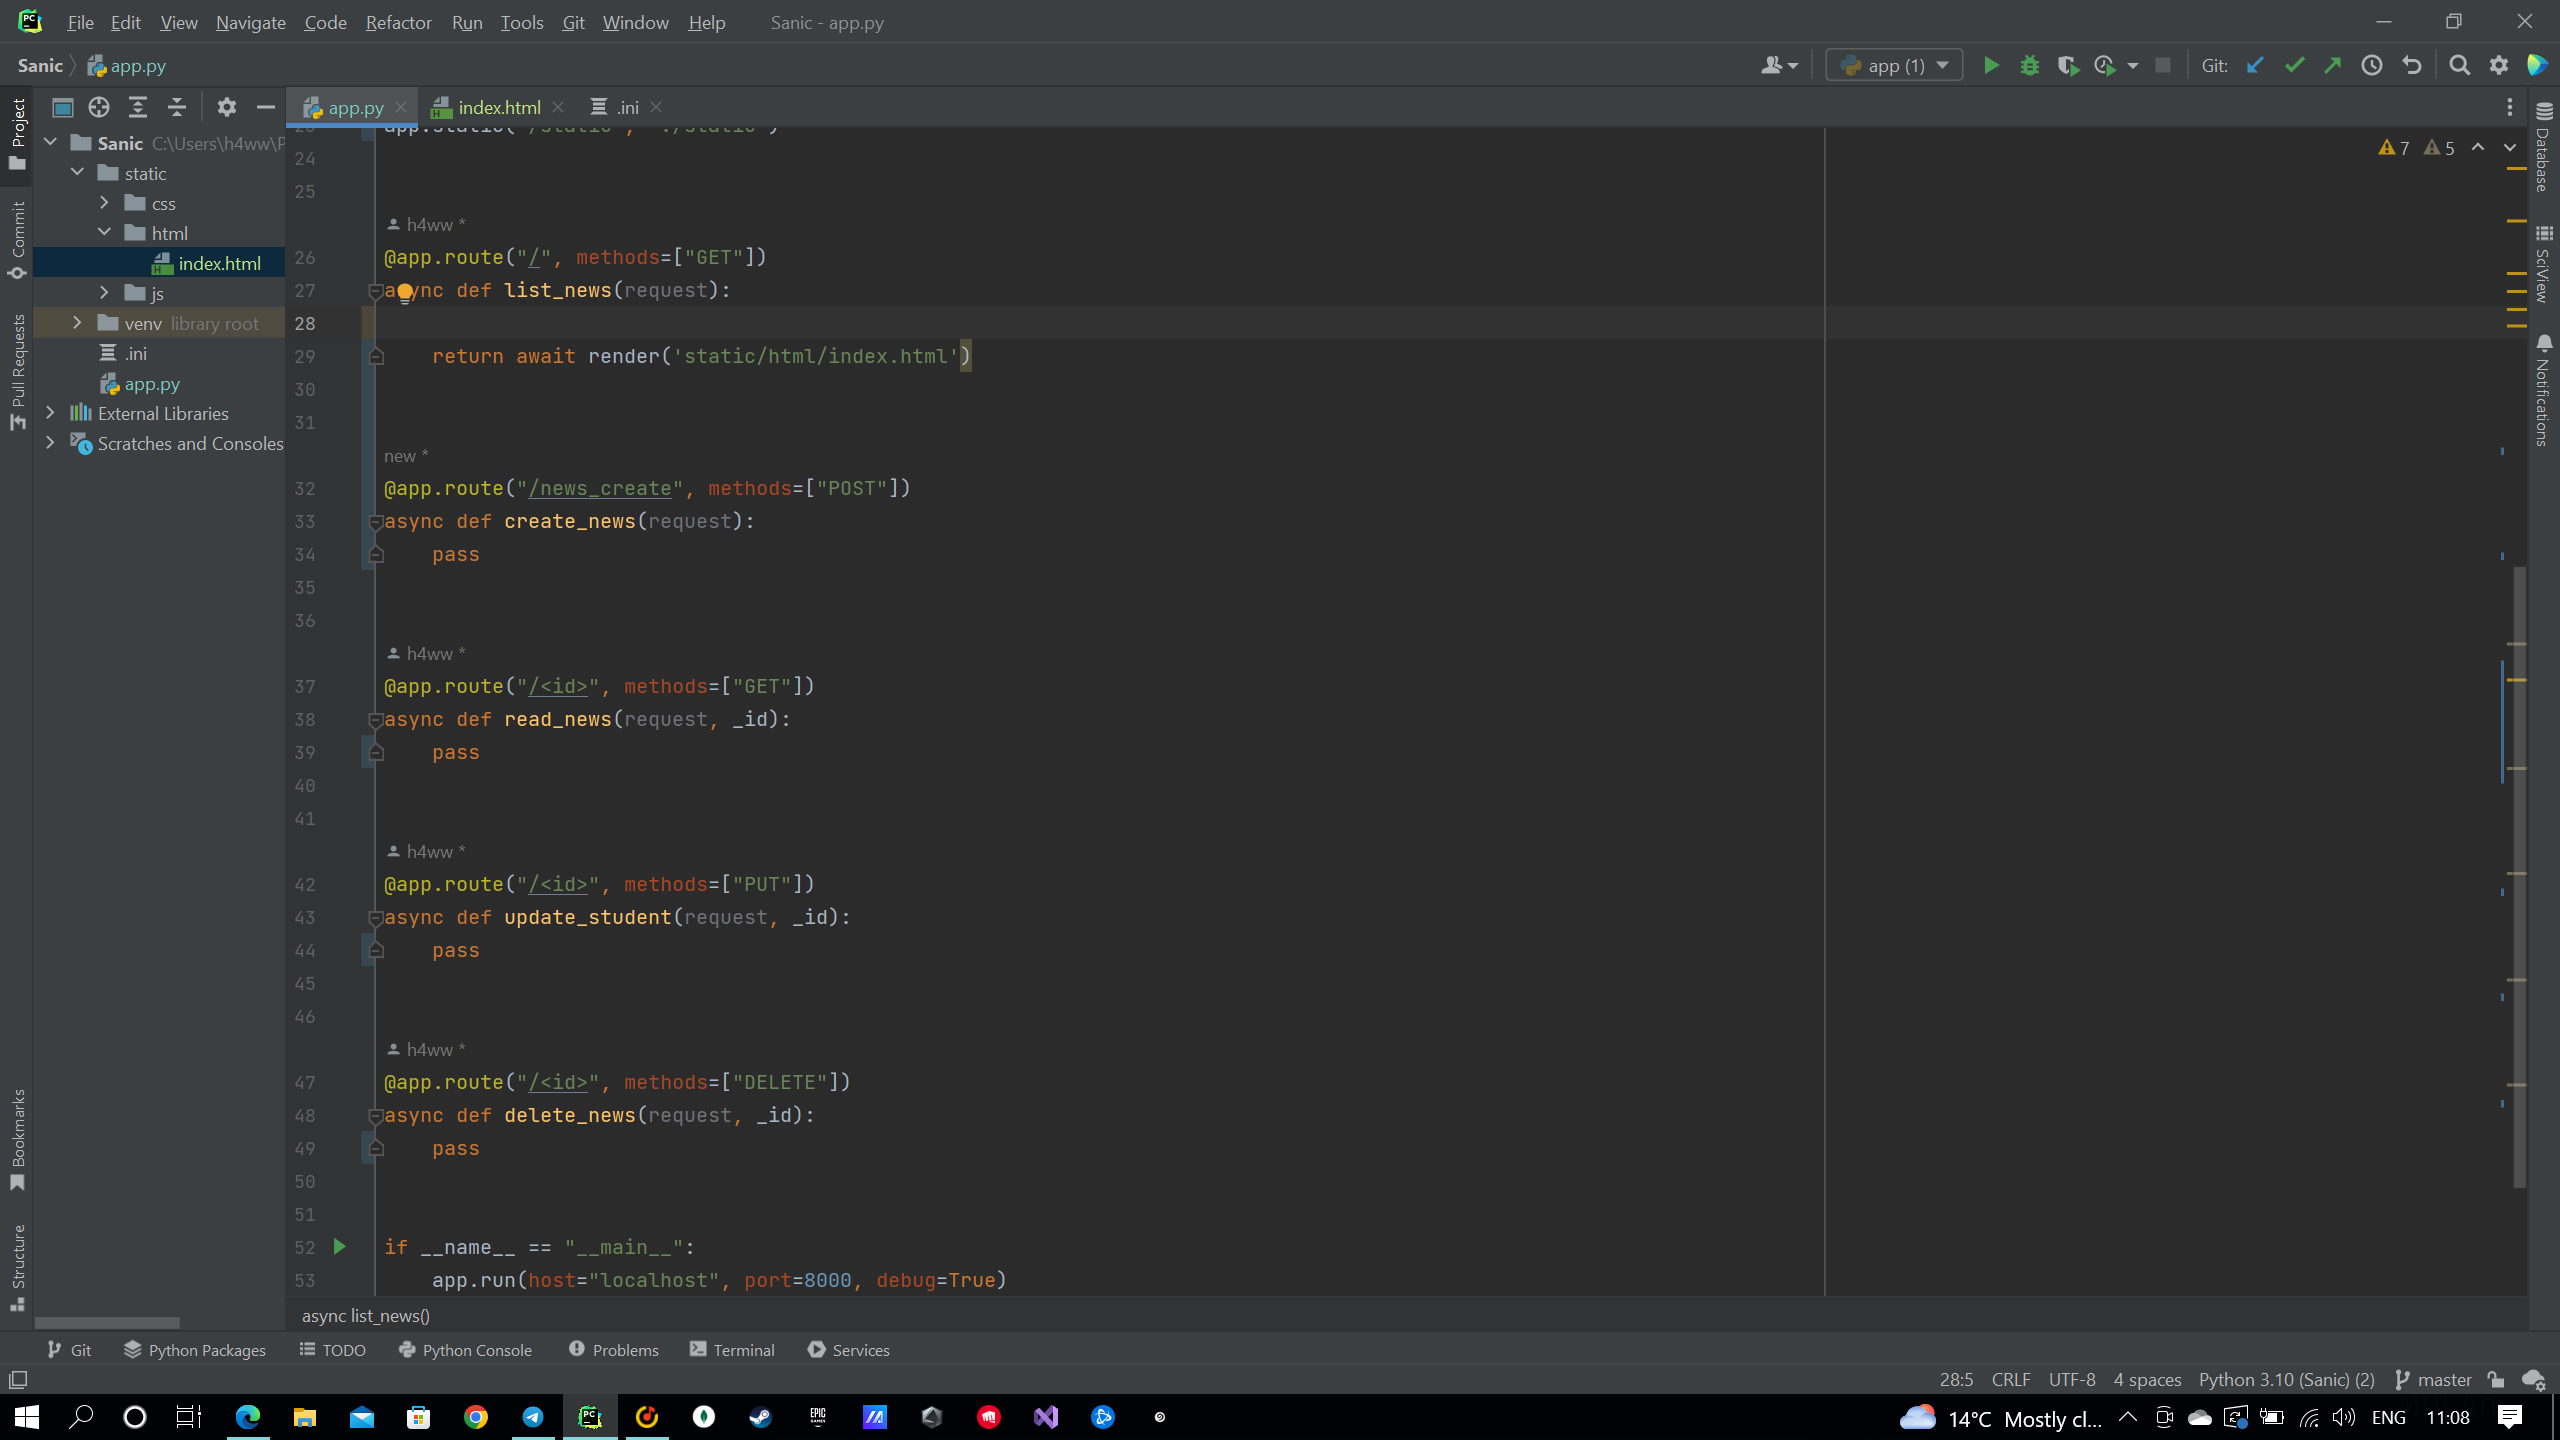 File Edit View Navigate Code Refactor Run Tools Git Window Help Sanic - app.py
Sanic app.py app (1) Git:
app.py index.html .ini
Project
Commit
Pull Requests
Bookmarks
Structure
Sanic C:\Users\h4ww\P
static
css
html
index.html
js
venv library root
.ini
app.py
External Libraries
Scratches and Consoles
7 5
app.static("/static", "./static")
24
25
h4ww *
26 @app.route("/", methods=["GET"])
27 async def list_news(request):
28
29 return await render('static/html/index.html')
30
31
new *
32 @app.route("/news_create", methods=["POST"])
33 async def create_news(request):
34 pass
35
36
h4ww *
37 @app.route("/<id>", methods=["GET"])
38 async def read_news(request, _id):
39 pass
40
41
h4ww *
42 @app.route("/<id>", methods=["PUT"])
43 async def update_student(request, _id):
44 pass
45
46
h4ww *
47 @app.route("/<id>", methods=["DELETE"])
48 async def delete_news(request, _id):
49 pass
50
51
52 if __name__ == "__main__":
53 app.run(host="localhost", port=8000, debug=True)
async list_news()
Database
SciView
Notifications
Git Python Packages TODO Python Console Problems Terminal Services
28:5 CRLF UTF-8 4 spaces Python 3.10 (Sanic) (2) master
PC EPIC GAMES 14°C Mostly cl... ENG 11:08